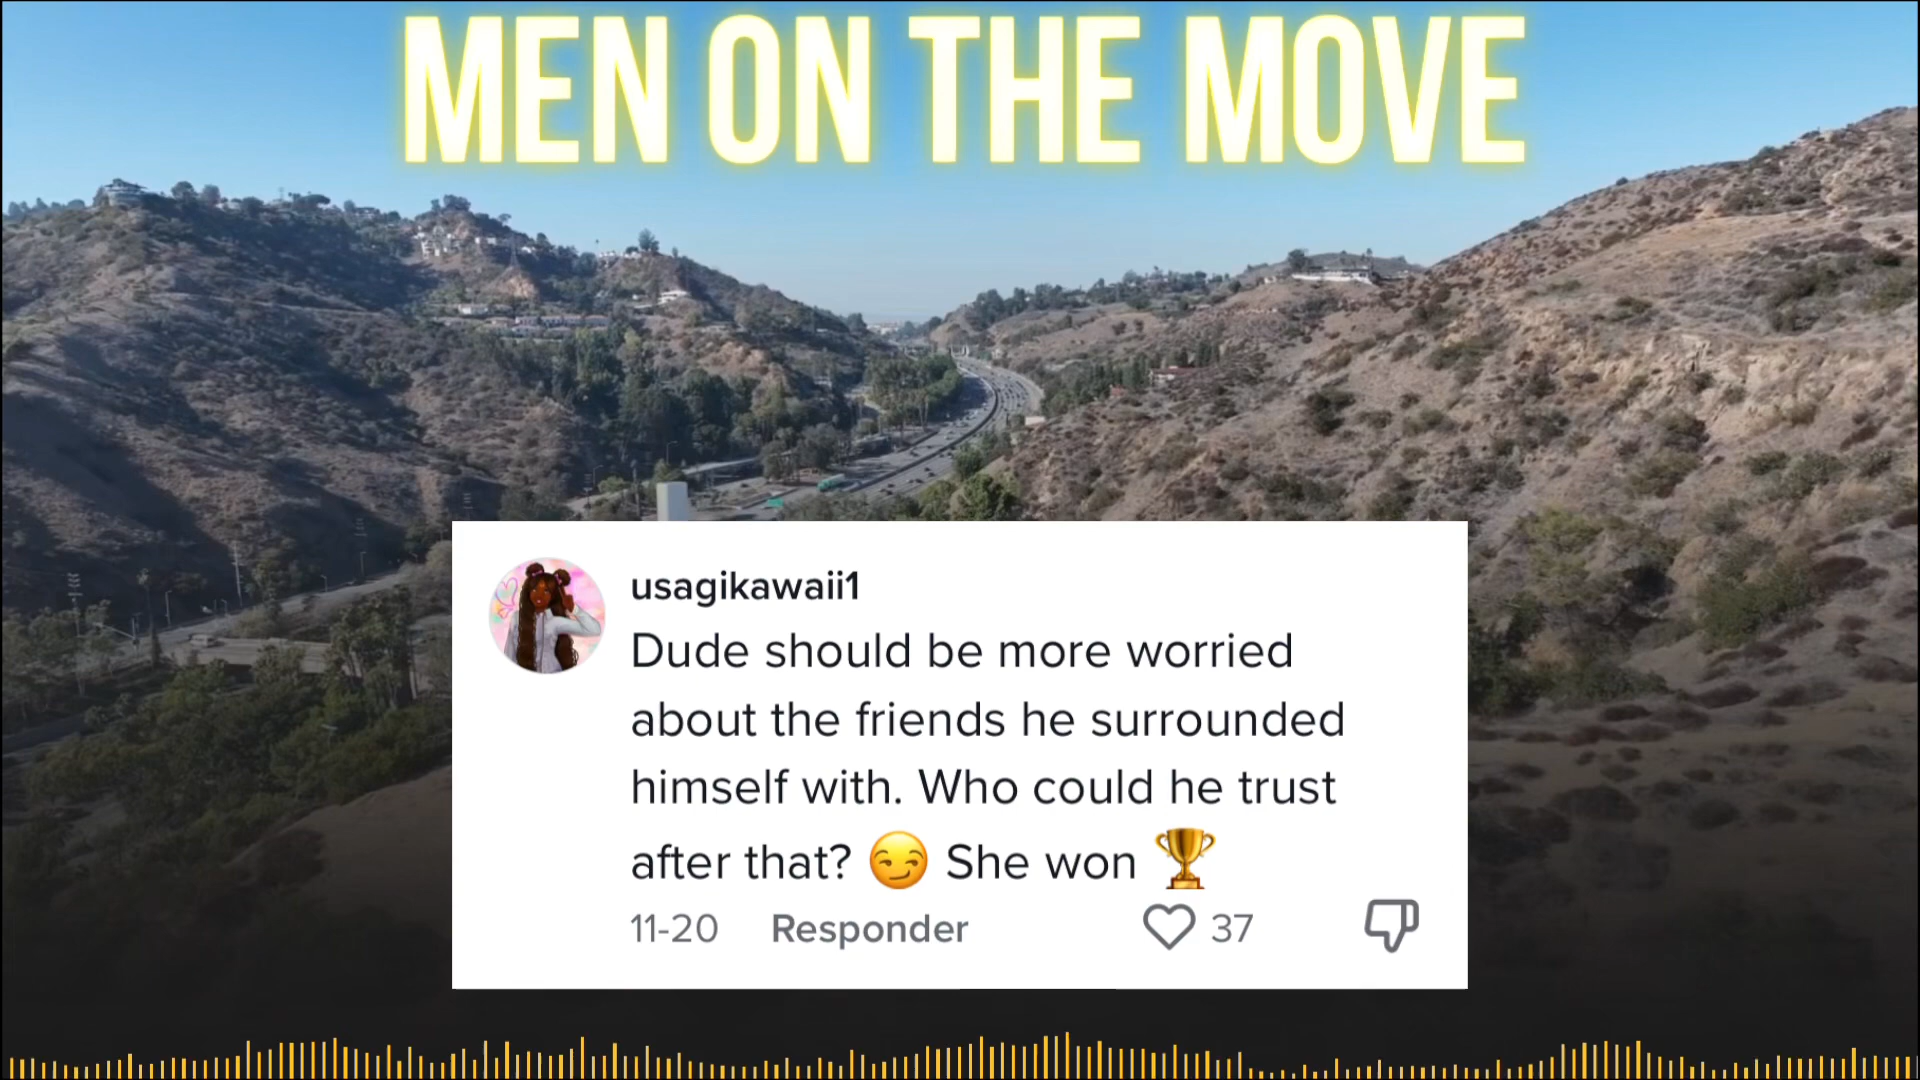 MEN ON THE MOVE
usagikawaii1
Dude should be more worried
about the friends he surrounded
himself with. Who could he trust
after that? 😏 She won 🏆
11-20 Responder 37